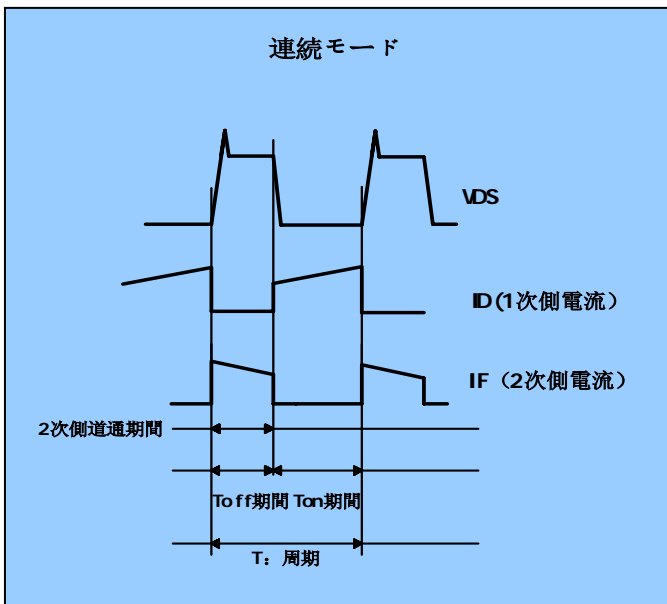 連続モード
VDS
ID(1次側電流）
IF（2次側電流）
2次側道通期間
Toff期間 Ton期間
T：周期